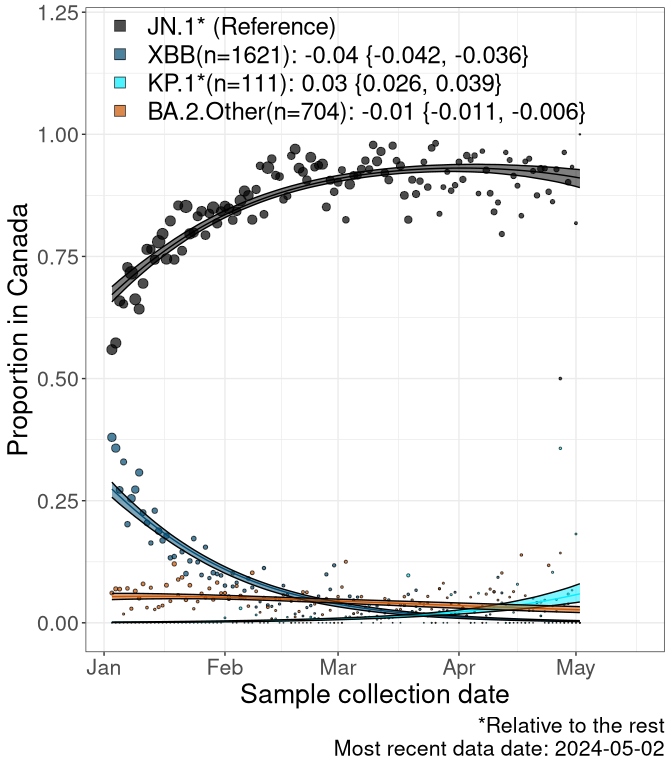 1.25
JN.1* (Reference)
XBB(n=1621): -0.04 {-0.042, -0.036}
KP.1*(n=111): 0.03 {0.026, 0.039}
BA.2.Other(n=704): -0.01 {-0.011, -0.006}
1.00
0.75
0.50
0.25
0.00
Proportion in Canada
Jan Feb Mar Apr May
Sample collection date
*Relative to the rest
Most recent data date: 2024-05-02